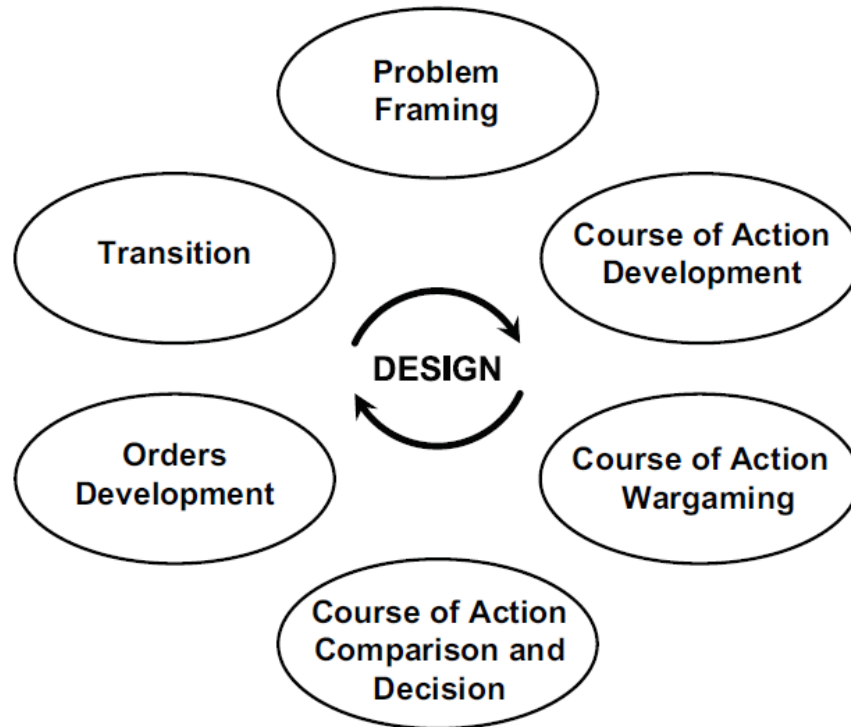 Problem
Framing
Course of Action
Development
Course of Action
Wargaming
Course of Action
Comparison and
Decision
Orders
Development
Transition
DESIGN